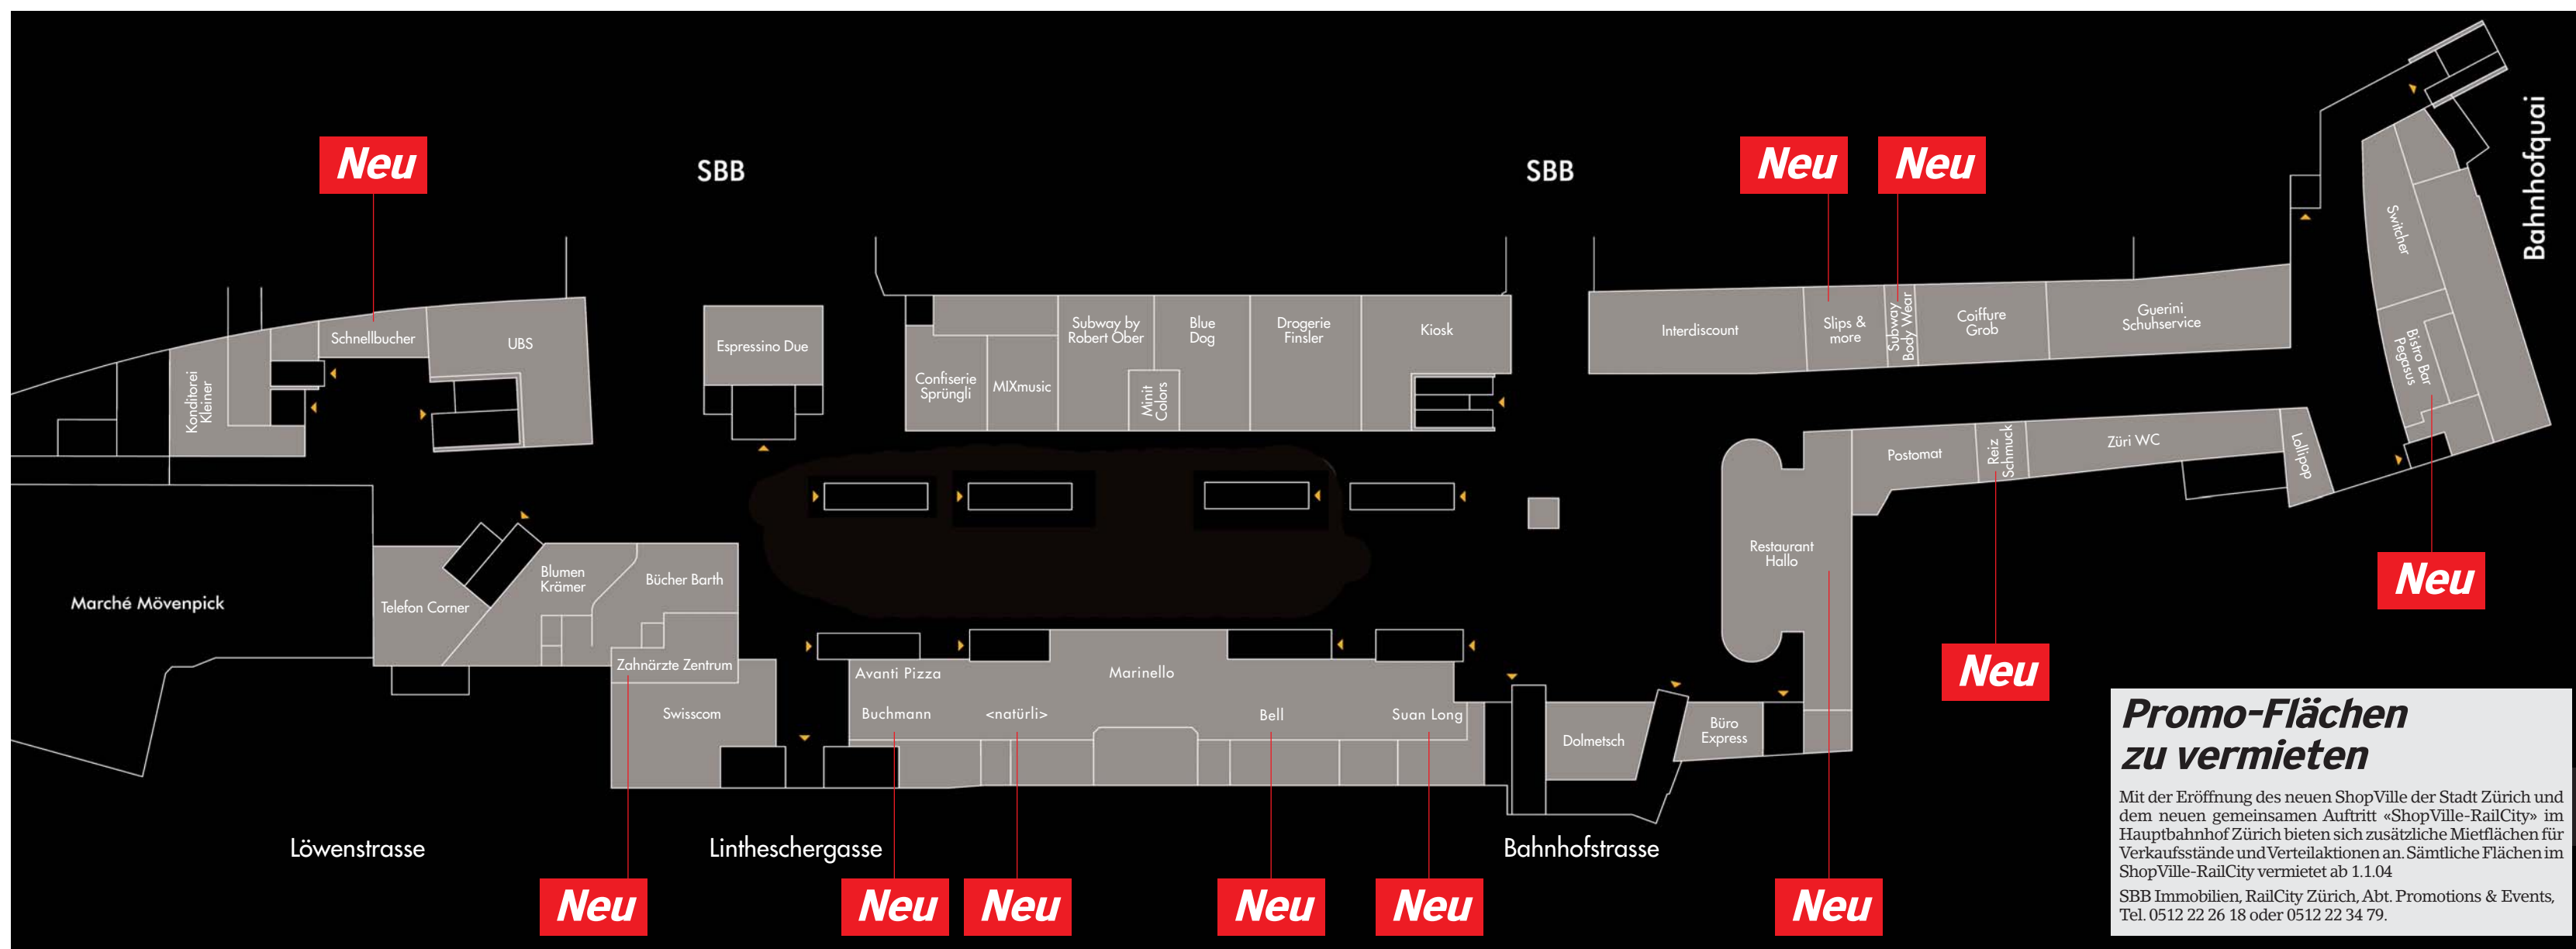 Bahnhofquai
Neu
SBB
SBB
Neu
Neu
Konditorei
Kleiner
Schnellbucher
UBS
Espressino Due
Confiserie
Sprüngli
MIXmusic
Subway by
Robert Ober
Minit
Colors
Blue
Dog
Drogerie
Finsler
Kiosk
Interdiscount
Slips &
more
Subway
Body Wear
Coiffure
Grob
Guerini
Schuhservice
Switcher
Bistro Bar
Pegasus
Neu
Marché Mövenpick
Telefon Corner
Blumen
Krämer
Bücher Barth
Zahnärzte Zentrum
Swisscom
Avanti Pizza
Marinello
Buchmann
<natürli>
Bell
Suan Long
Restaurant
Hallo
Postomat
Reiz
Schmuck
Züri WC
Lollipop
Neu
Dolmetsch
Büro
Express
Löwenstrasse
Lintheschergasse
Bahnhofstrasse
Neu
Neu
Neu
Neu
Neu
Neu
Promo-Flächen
zu vermieten
Mit der Eröffnung des neuen ShopVille der Stadt Zürich und
dem neuen gemeinsamen Auftritt «ShopVille-RailCity» im
Hauptbahnhof Zürich bieten sich zusätzliche Mietflächen für
Verkaufsstände und Verteilaktionen an. Sämtliche Flächen im
ShopVille-RailCity vermietet ab 1.1.04
SBB Immobilien, RailCity Zürich, Abt. Promotions & Events,
Tel. 0512 22 26 18 oder 0512 22 34 79.